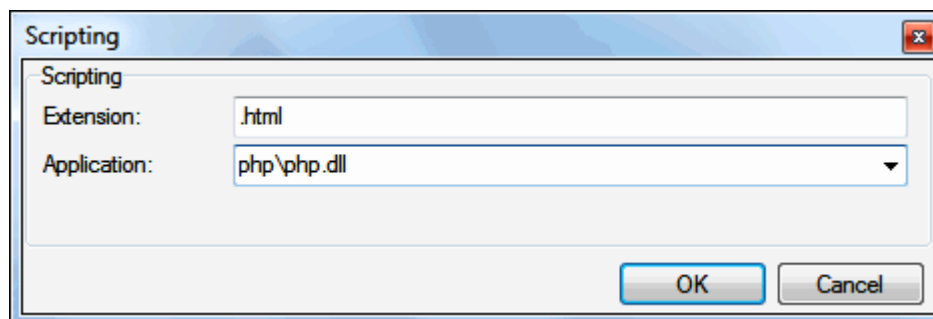 Scripting
Scripting
Extension: .html
Application: php\php.dll
OK Cancel